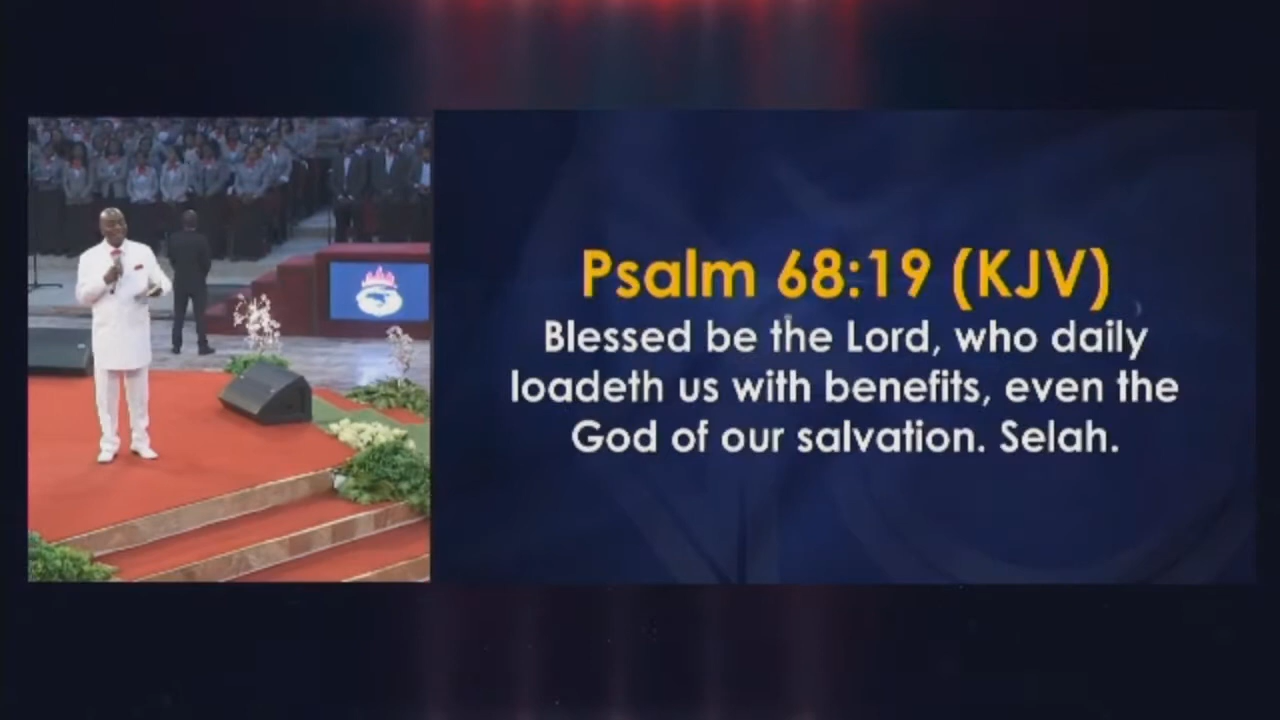 Psalm 68:19 (KJV)
Blessed be the Lord, who daily
loadeth us with benefits, even the
God of our salvation. Selah.